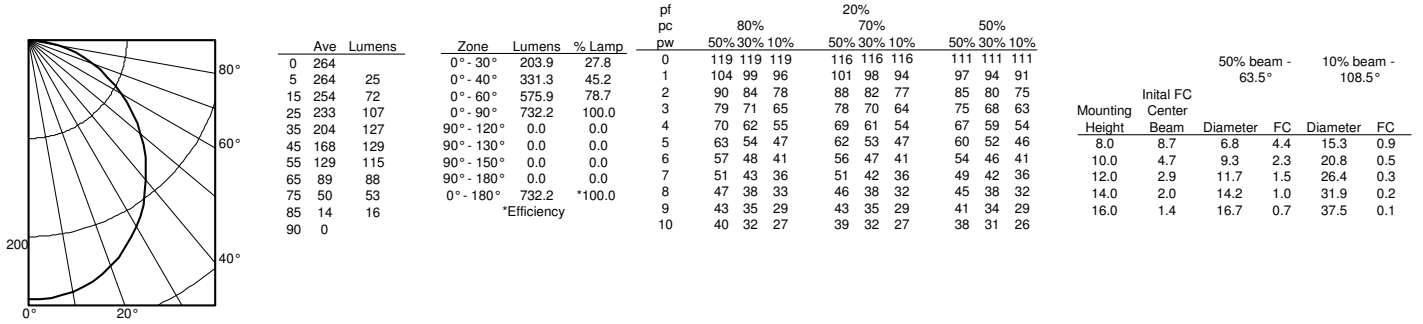 80°
60°
40°
200
0° 20°
Ave Lumens
0 264
5 264 25
15 254 72
25 233 107
35 204 127
45 168 129
55 129 115
65 89 88
75 50 53
85 14 16
90 0
Zone Lumens % Lamp
0° - 30° 203.9 27.8
0° - 40° 331.3 45.2
0° - 60° 575.9 78.7
0° - 90° 732.2 100.0
90° - 120° 0.0 0.0
90° - 130° 0.0 0.0
90° - 150° 0.0 0.0
90° - 180° 0.0 0.0
0° - 180° 732.2 *100.0
*Efficiency
pf 20%
pc 80% 70% 50%
pw 50% 30% 10% 50% 30% 10% 50% 30% 10%
0 119 119 119 116 116 116 111 111 111
1 104 99 96 101 98 94 97 94 91
2 90 84 78 88 82 77 85 80 75
3 79 71 65 78 70 64 75 68 63
4 70 62 55 69 61 54 67 59 54
5 63 54 47 62 53 47 60 52 46
6 57 48 41 56 47 41 54 46 41
7 51 43 36 51 42 36 49 42 36
8 47 38 33 46 38 32 45 38 32
9 43 35 29 43 35 29 41 34 29
10 40 32 27 39 32 27 38 31 26
50% beam - 10% beam -
63.5° 108.5°
Inital FC
Mounting Center
Height Beam Diameter FC Diameter FC
8.0 8.7 6.8 4.4 15.3 0.9
10.0 4.7 9.3 2.3 20.8 0.5
12.0 2.9 11.7 1.5 26.4 0.3
14.0 2.0 14.2 1.0 31.9 0.2
16.0 1.4 16.7 0.7 37.5 0.1